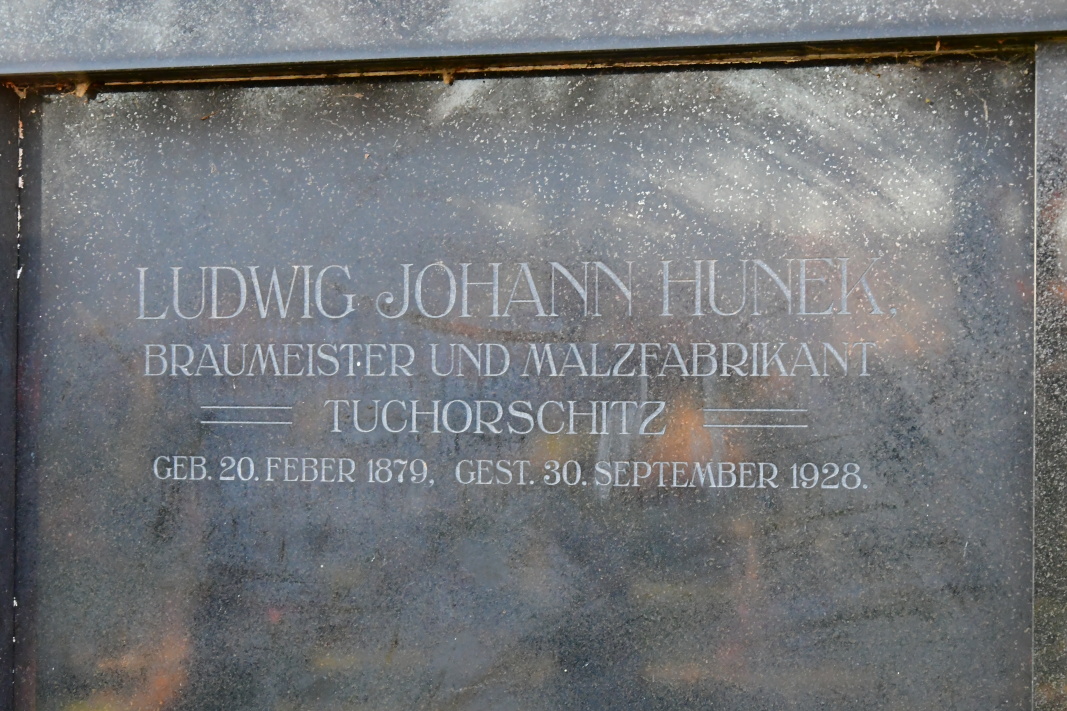 LUDWIG JOHANN HUNEK,
BRAUMEISTER UND MALZFABRIKANT
TUCHORSCHITZ
GEB. 20. FEBER 1879, GEST. 30. SEPTEMBER 1928.